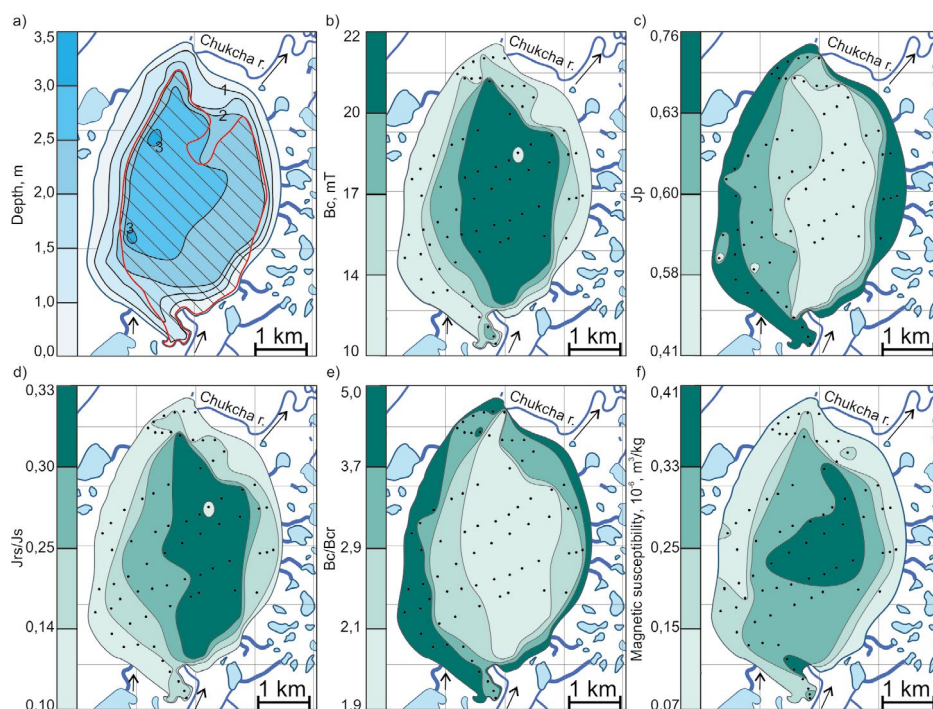 a)
Depth, m
3,5
3,0
2,5
2,0
1,5
1,0
0,0
Chukcha r.
1
2
3
3
1 km
b)
Bc, mT
22
20
17
14
10
Chukcha r.
1 km
c)
Jp
0,76
0,63
0,60
0,58
0,41
Chukcha r.
1 km
d)
Jrs/Js
0,33
0,30
0,25
0,14
0,10
Chukcha r.
1 km
e)
Bc/Bcr
5,0
3,7
2,9
2,1
1,9
Chukcha r.
1 km
f)
Magnetic susceptibility, 10⁻⁶, m³/kg
0,41
0,33
0,25
0,15
0,07
Chukcha r.
1 km